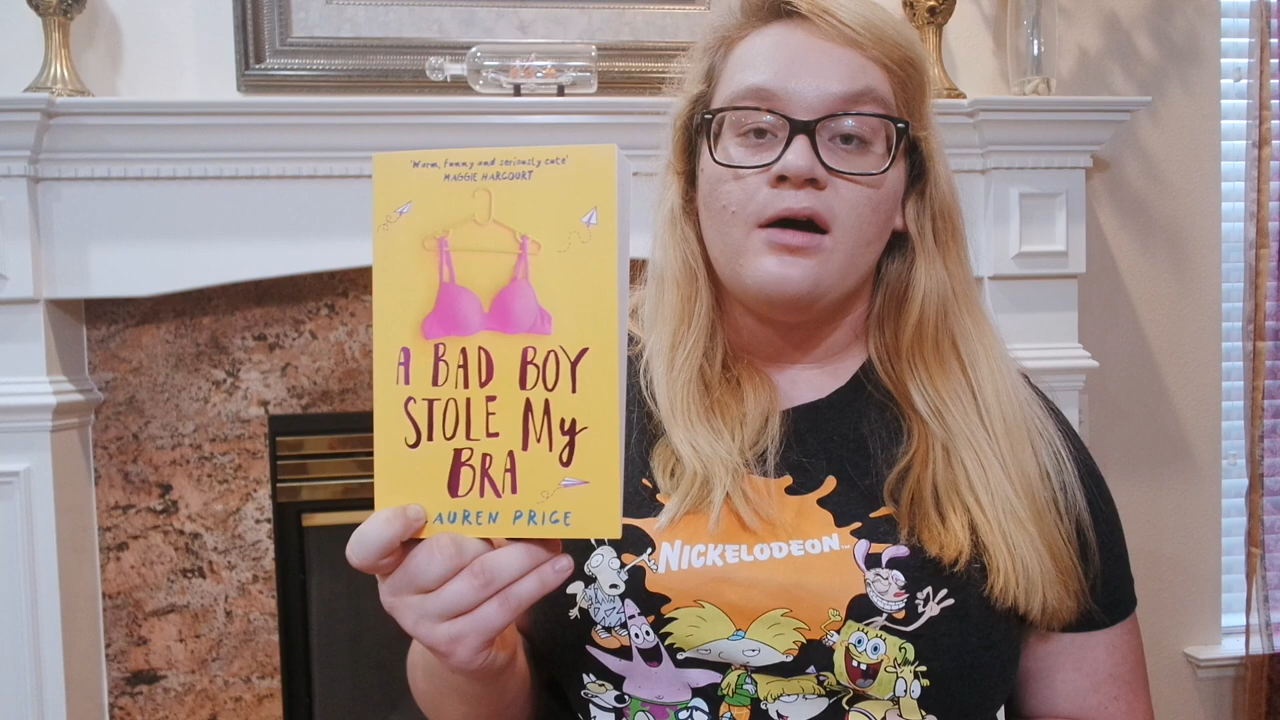 'Warm, funny and seriously cute'
MAGGIE HARCOURT
A BAD BOY
STOLE My
BRA
AUREN PRICE
NICKELODEON